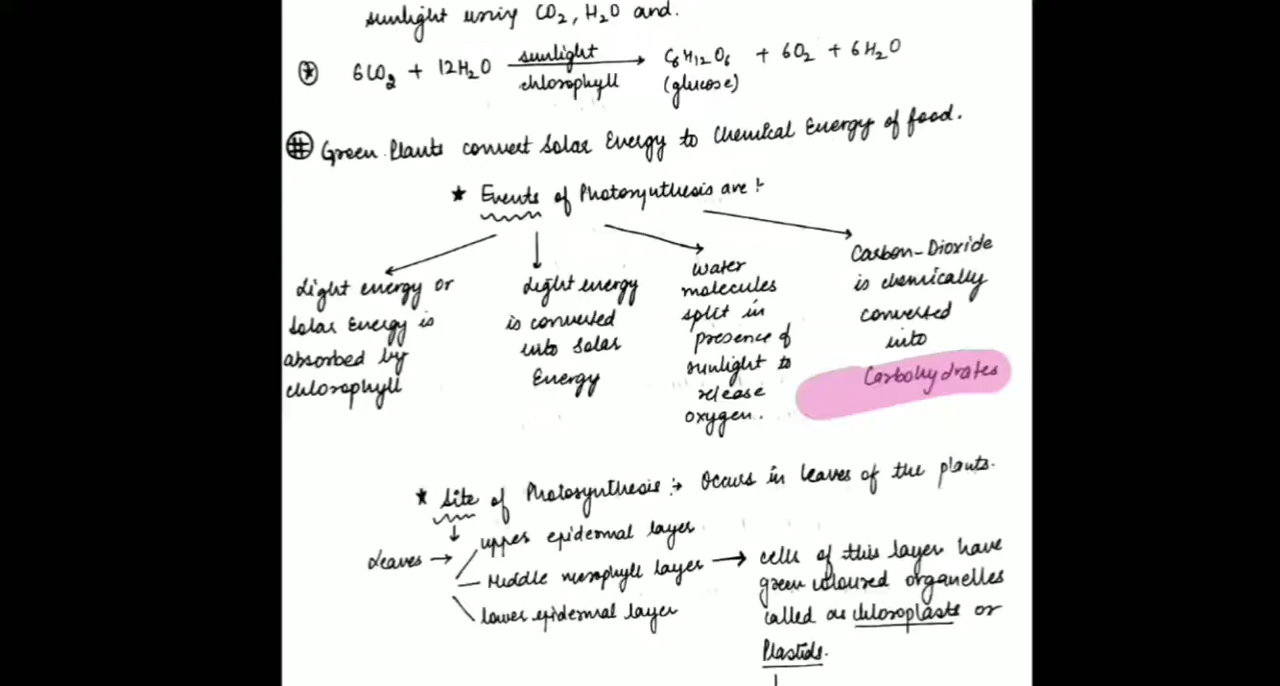 sunlight using CO2, H2O and.
6CO2 + 12H2O sunlight chlorophyll → C6H12O6 + 6O2 + 6H2O
(glucose)
Green Plants convert Solar Energy to Chemical Energy of food.
★ Events of Photosynthesis are :-
Light energy or
Solar Energy is
absorbed by
chlorophyll
Light energy
is converted
into Solar
Energy
Water
molecules
split in
presence of
sunlight to
release
oxygen.
Carbon-Dioxide
is chemically
converted
into
Carbohydrates
★ Site of Photosynthesis :→ Occurs in leaves of the plants.
Leaves →
upper epidermal layer
Middle mesophyll layer →
lower epidermal layer
cells of this layer have
green coloured organelles
called as chloroplasts or
Plastids.